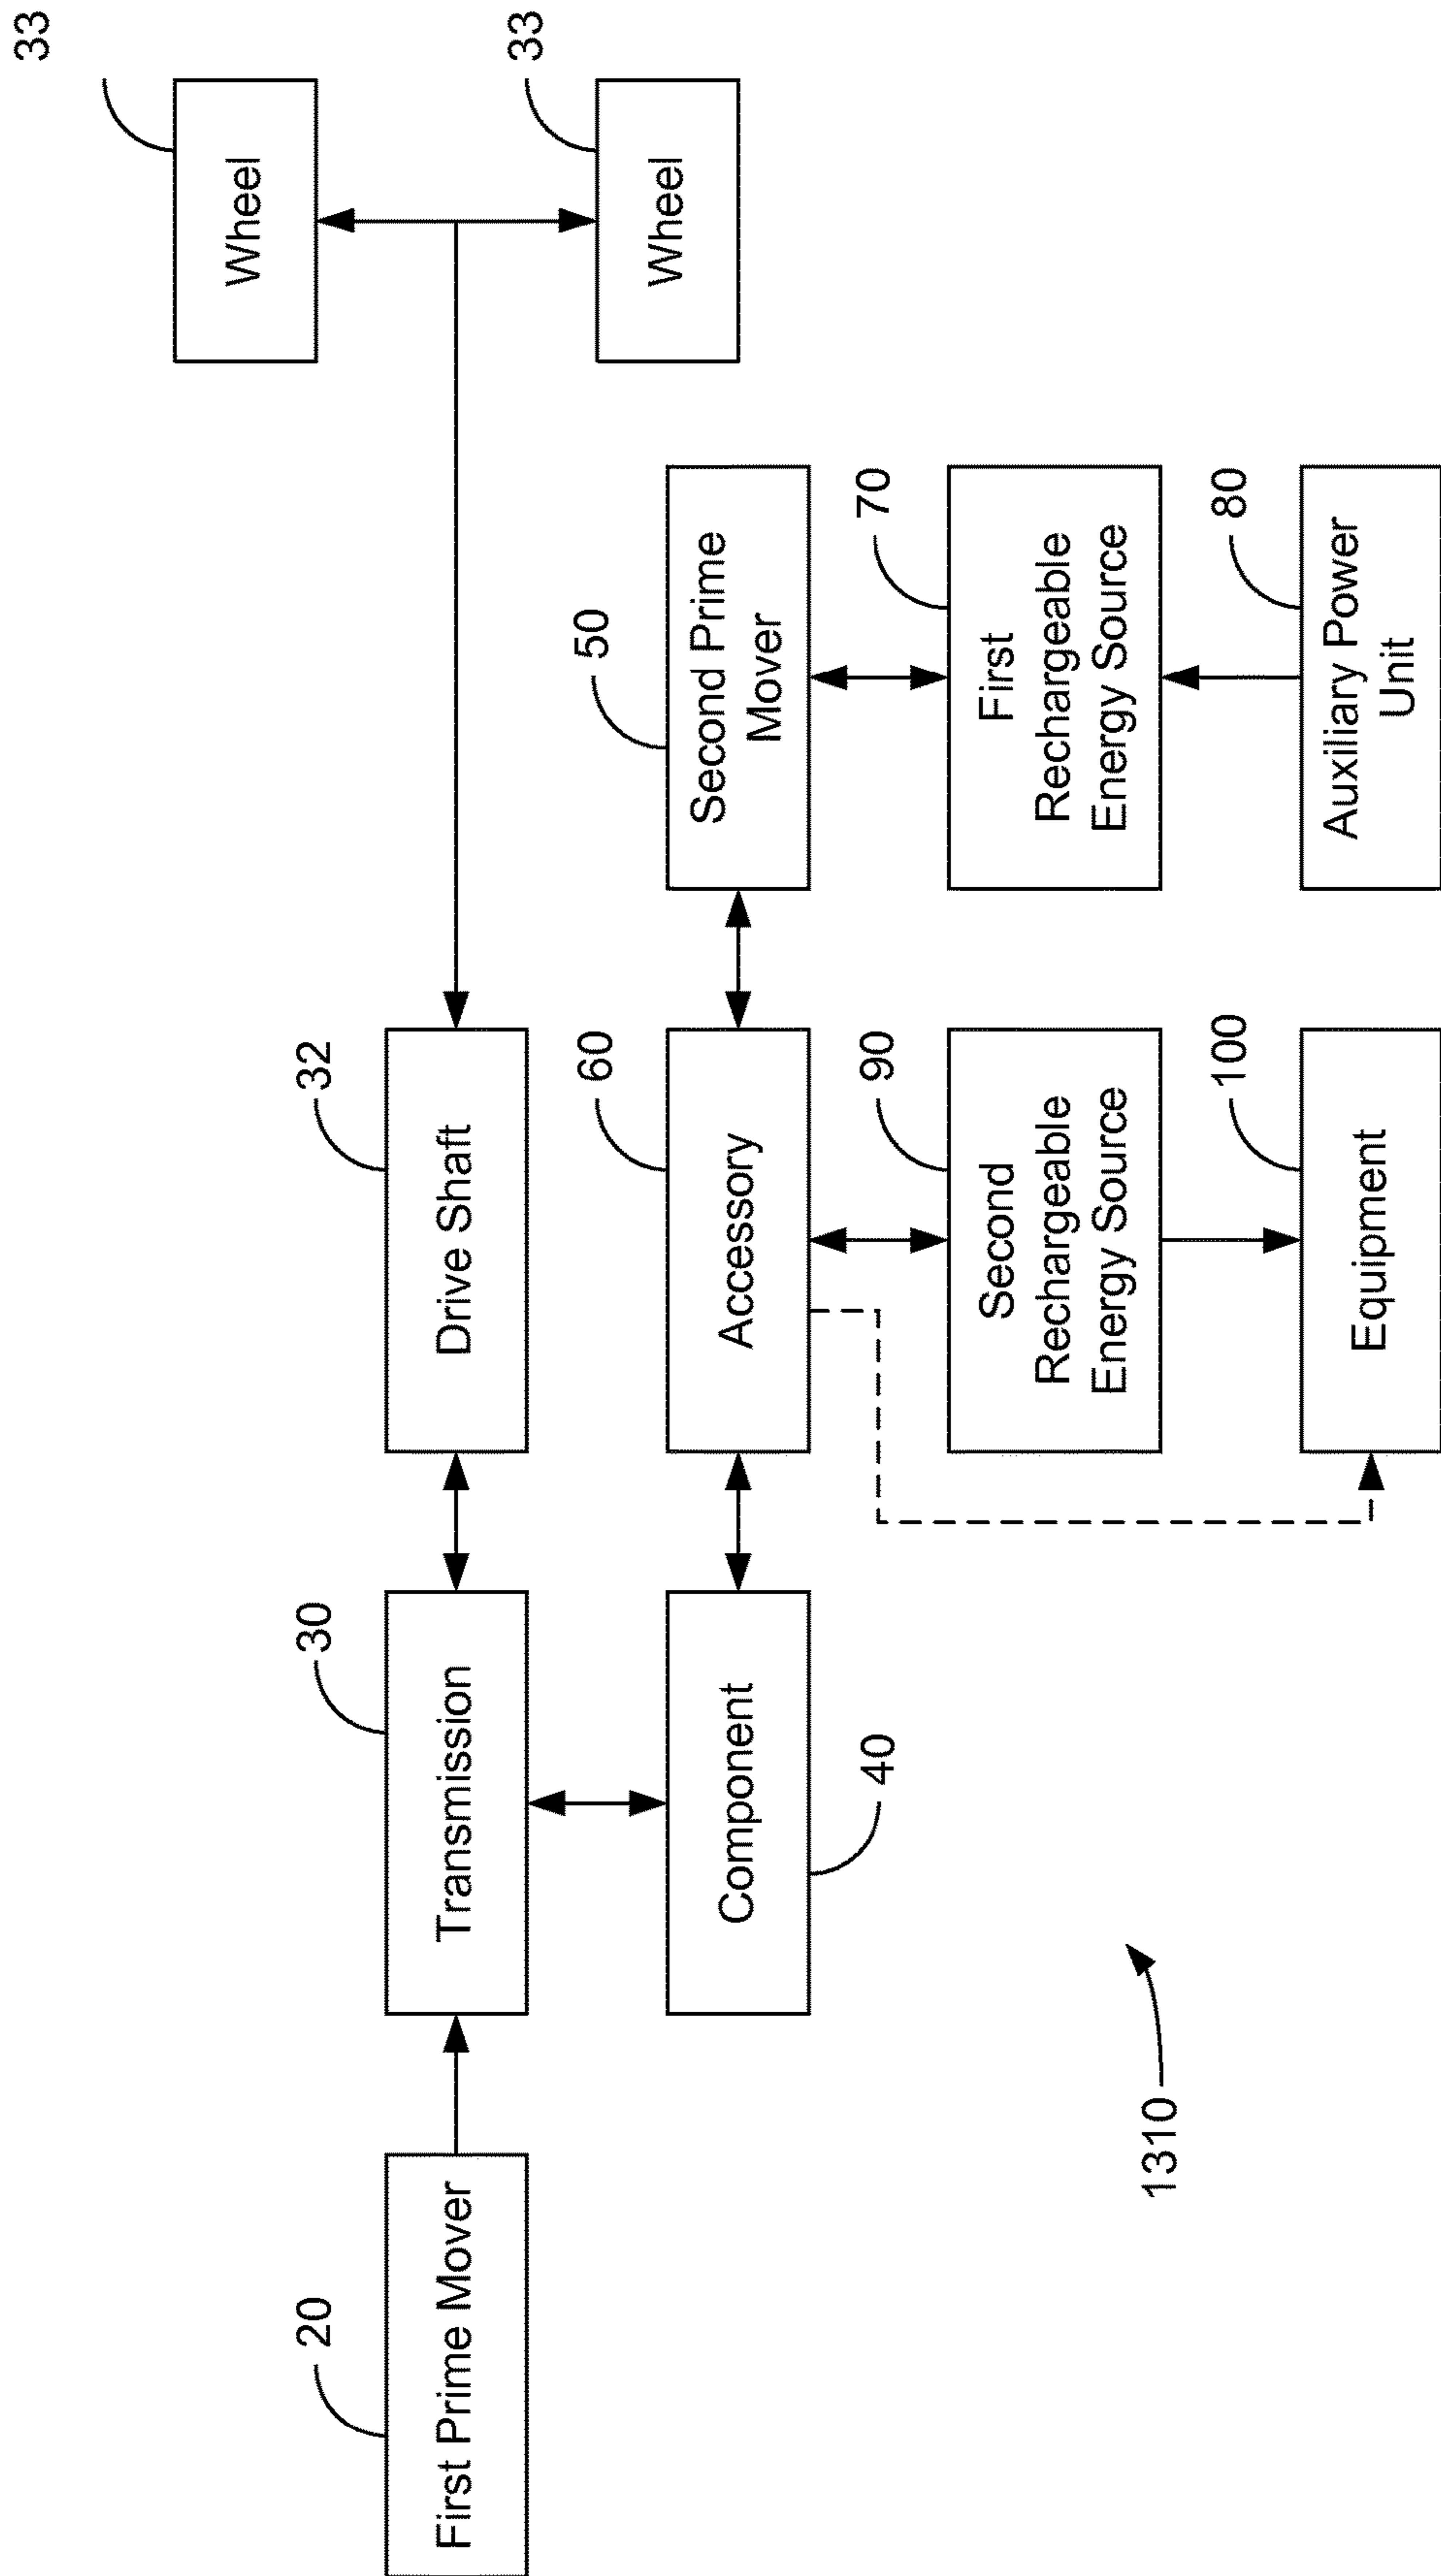 33
Wheel
33
Wheel
20
First Prime Mover
30
Transmission
32
Drive Shaft
40
Component
60
Accessory
50
Second Prime
Mover
90
Second
Rechargeable
Energy Source
70
First
Rechargeable
Energy Source
100
Equipment
80
Auxiliary Power
Unit
1310